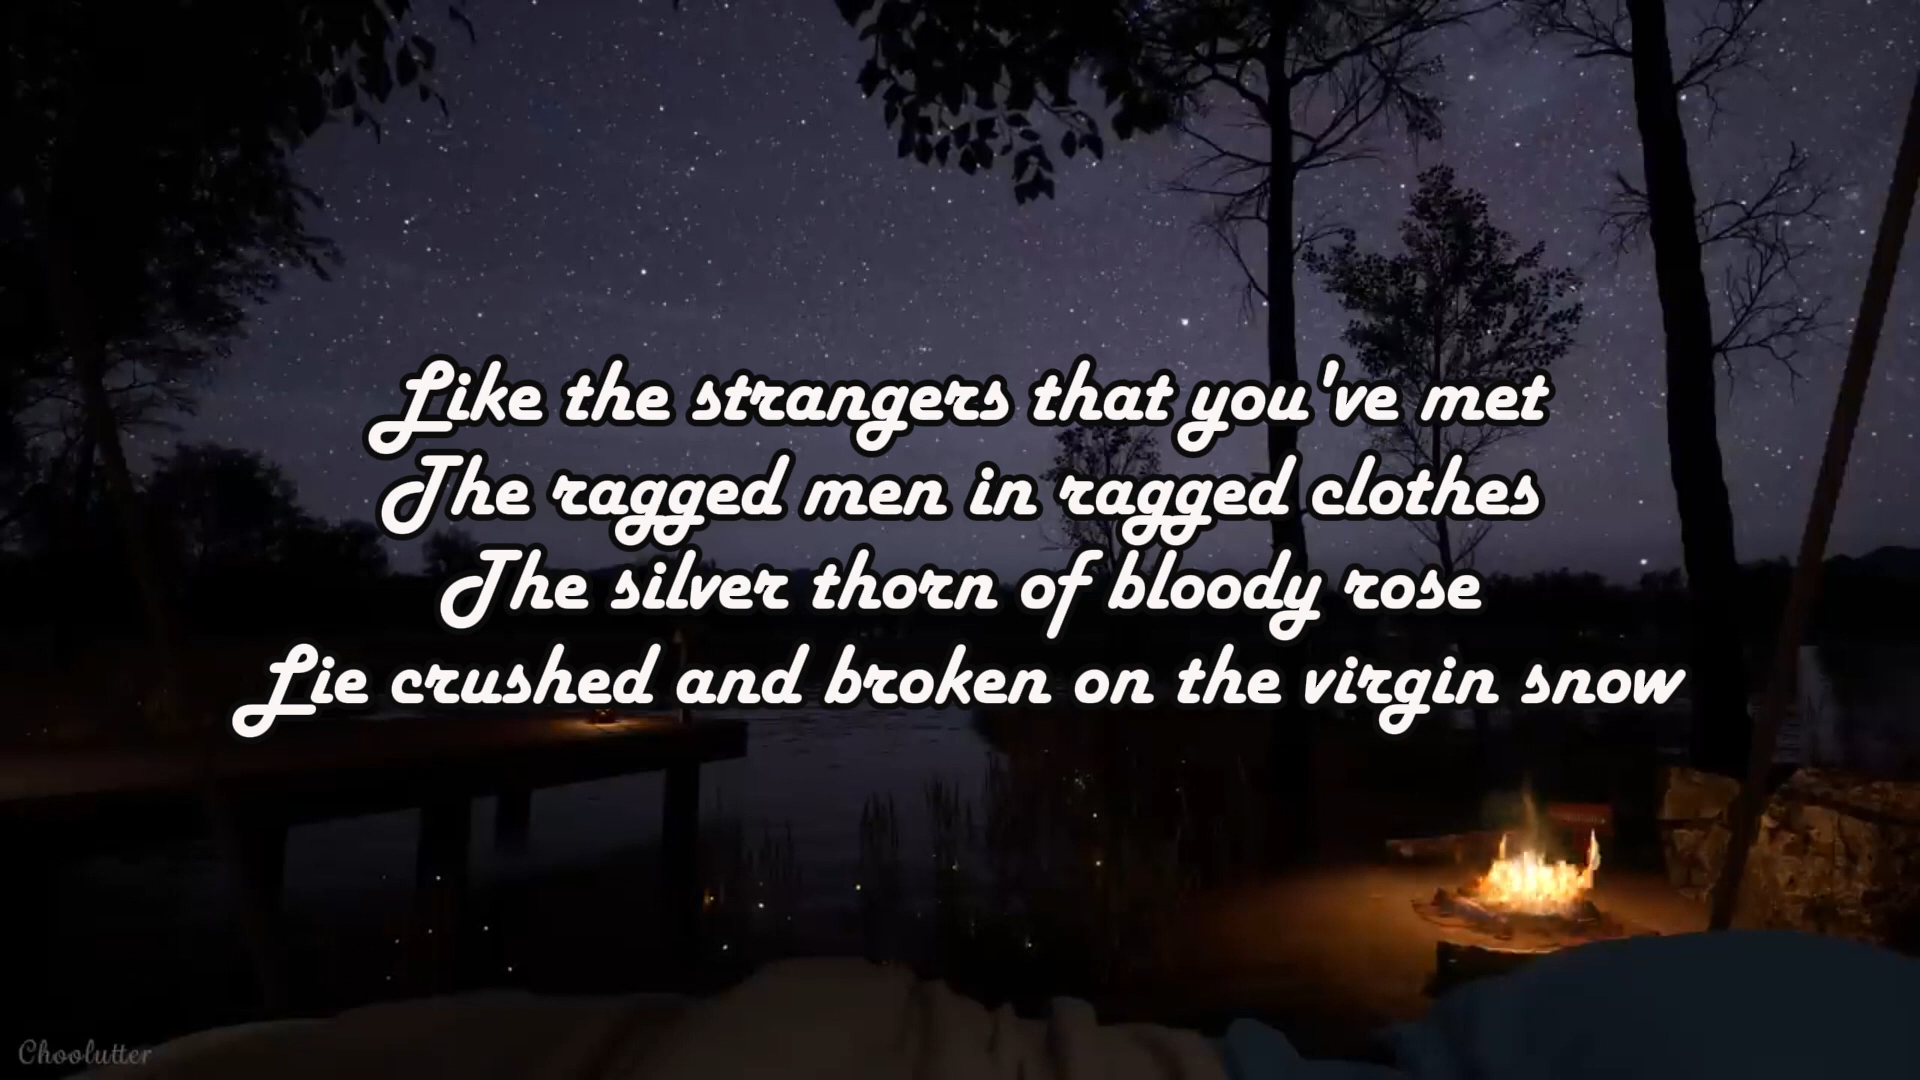 Like the strangers that you've met
The ragged men in ragged clothes
The silver thorn of bloody rose
Lie crushed and broken on the virgin snow
Choolutter